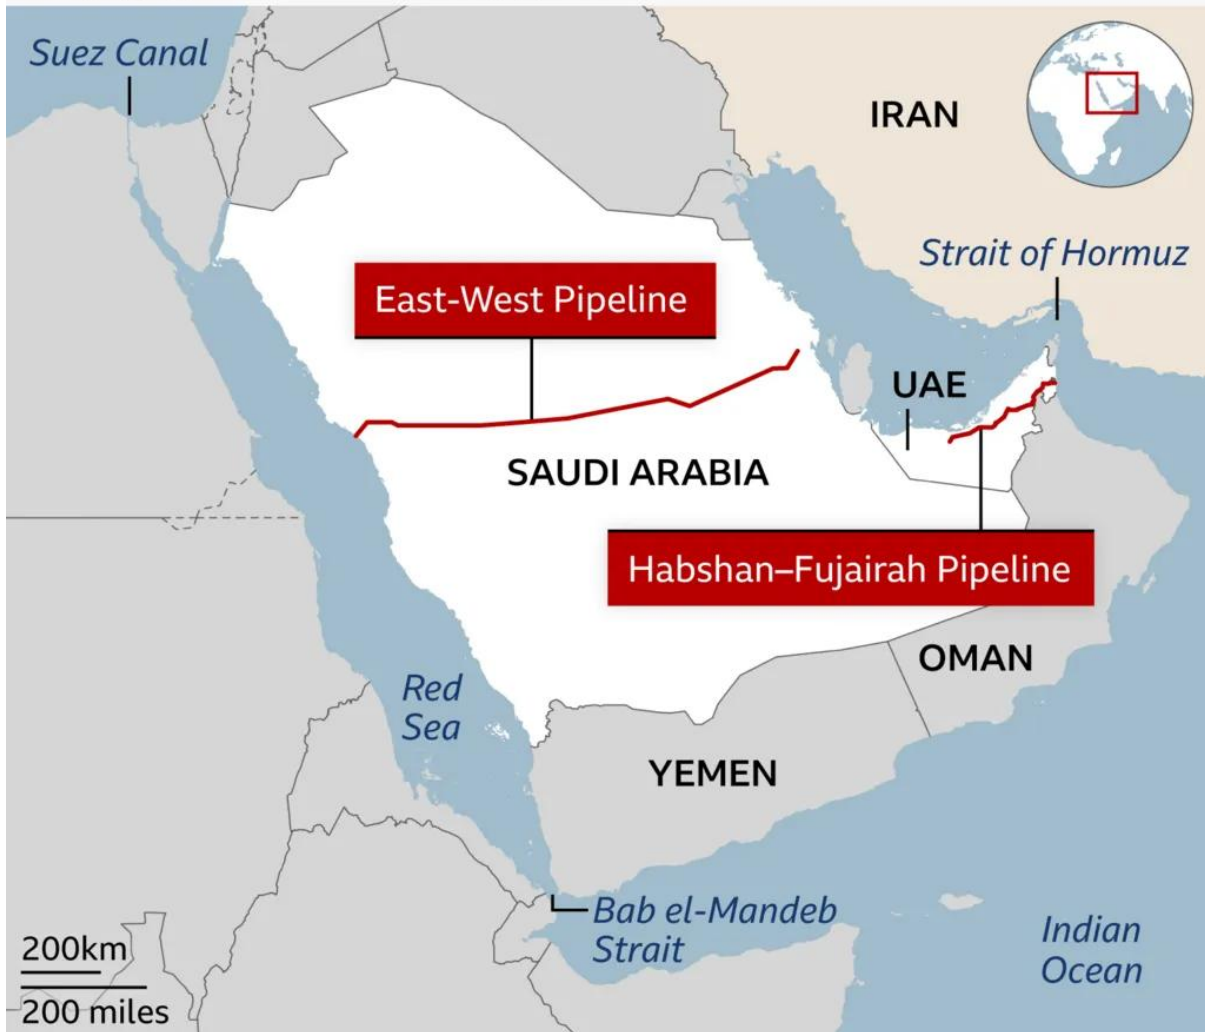 Suez Canal
IRAN
Strait of Hormuz
East-West Pipeline
UAE
SAUDI ARABIA
Habshan–Fujairah Pipeline
OMAN
Red
Sea
YEMEN
Bab el-Mandeb
Strait
Indian
Ocean
200km
200 miles